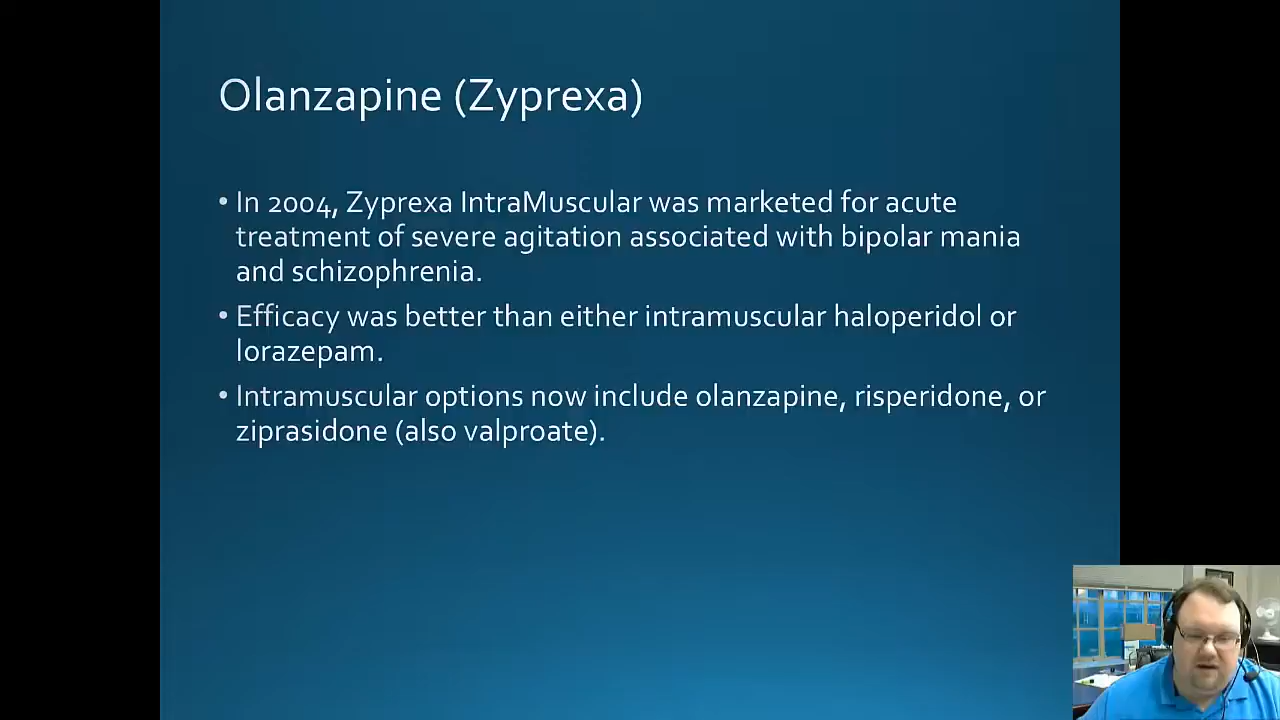 Olanzapine (Zyprexa)
• In 2004, Zyprexa IntraMuscular was marketed for acute
treatment of severe agitation associated with bipolar mania
and schizophrenia.
• Efficacy was better than either intramuscular haloperidol or
lorazepam.
• Intramuscular options now include olanzapine, risperidone, or
ziprasidone (also valproate).